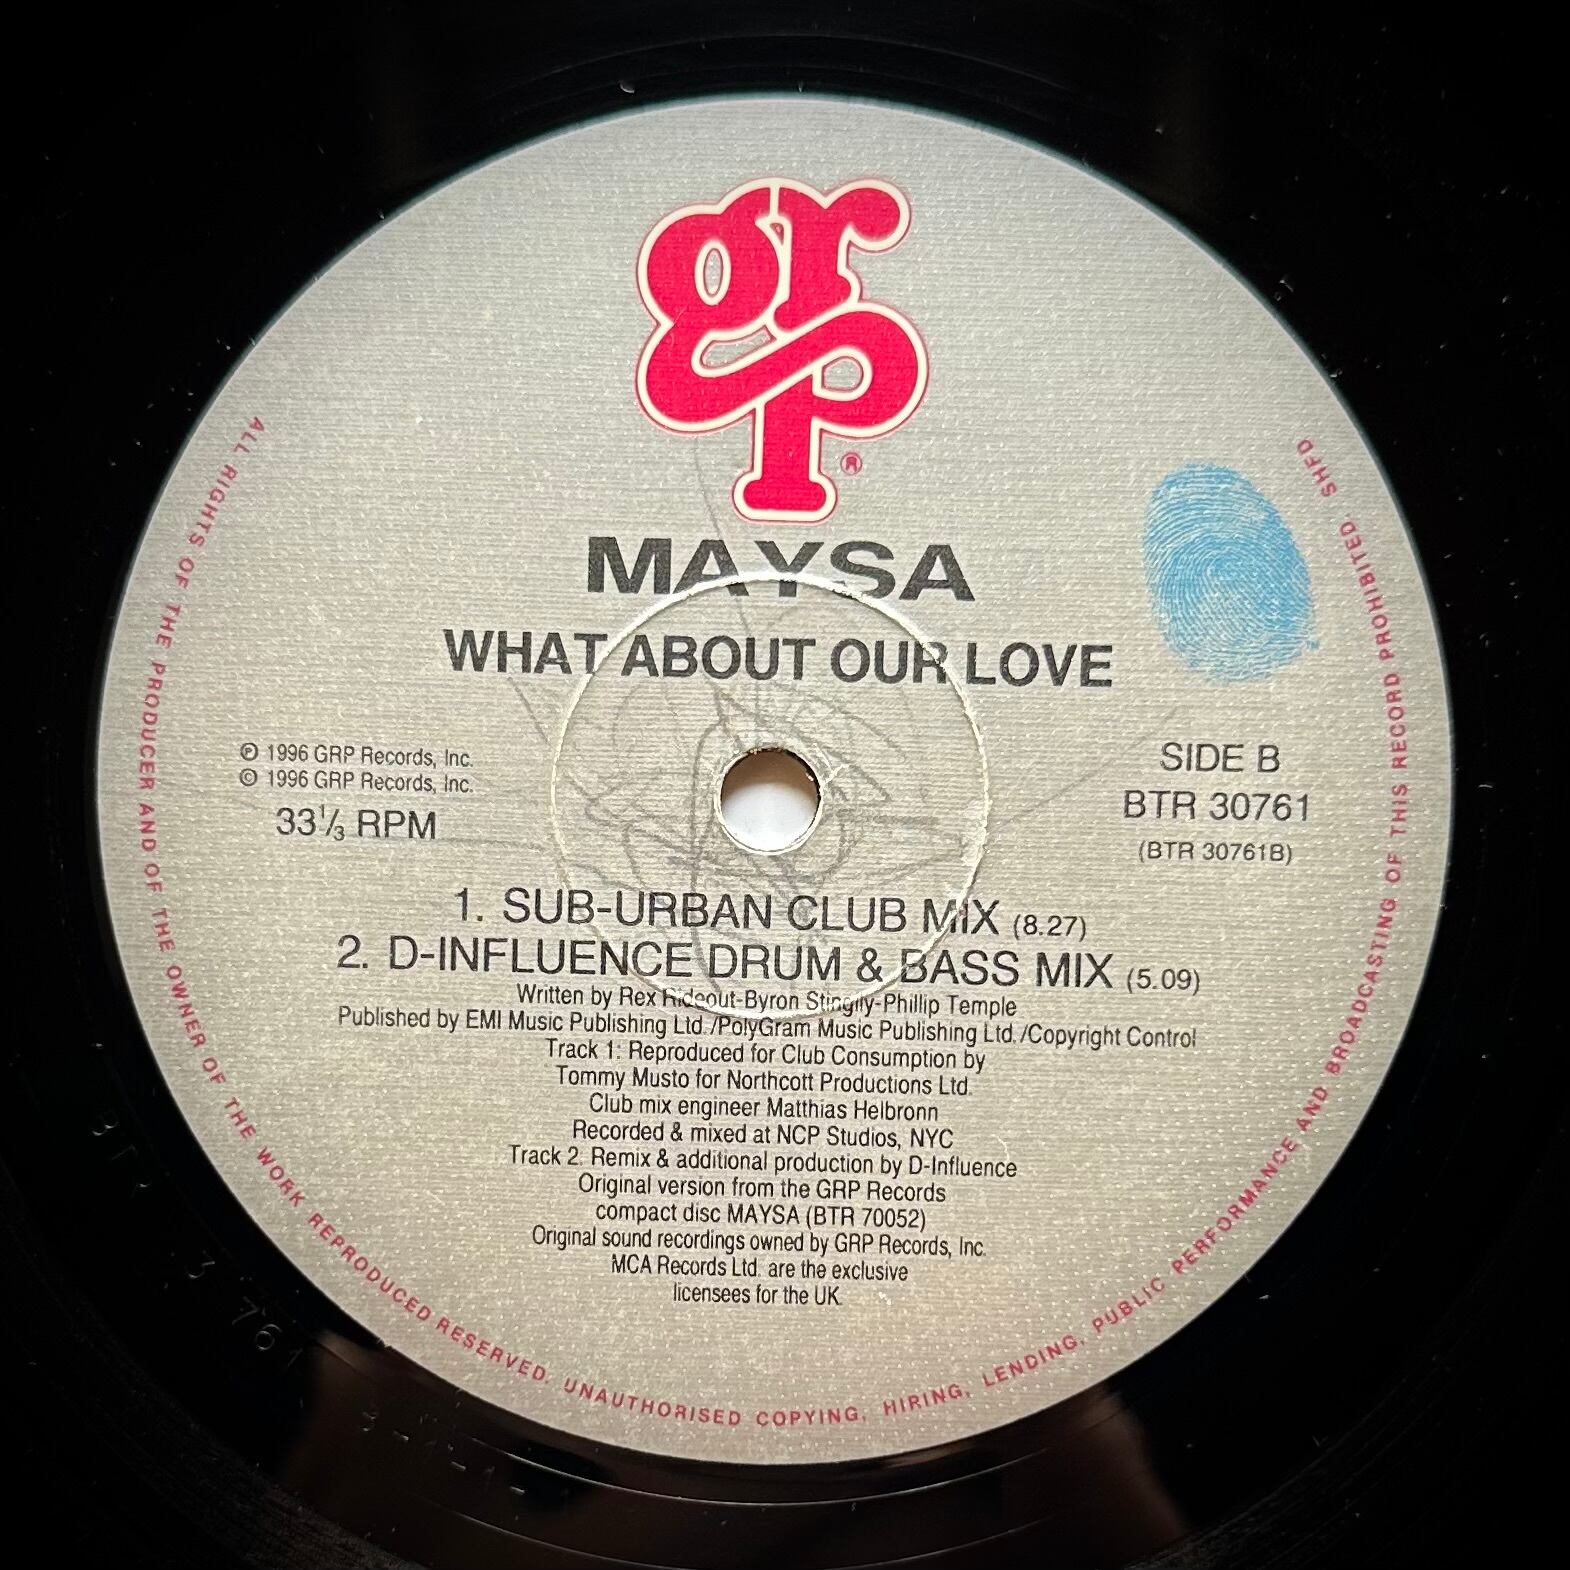 grp ®
MAYSA
WHAT ABOUT OUR LOVE
℗ 1996 GRP Records, Inc.
© 1996 GRP Records, Inc.
33⅓ RPM
SIDE B
BTR 30761
(BTR 30761B)
1. SUB-URBAN CLUB MIX (8.27)
2. D-INFLUENCE DRUM & BASS MIX (5.09)
Written by Rex Rideout-Byron Stingily-Phillip Temple
Published by EMI Music Publishing Ltd./PolyGram Music Publishing Ltd./Copyright Control
Track 1: Reproduced for Club Consumption by
Tommy Musto for Northcott Productions Ltd.
Club mix engineer Matthias Heilbronn
Recorded & mixed at NCP Studios, NYC
Track 2. Remix & additional production by D-Influence
Original version from the GRP Records
compact disc MAYSA (BTR 70052)
Original sound recordings owned by GRP Records, Inc.
MCA Records Ltd. are the exclusive
licensees for the UK.
ALL RIGHTS OF THE PRODUCER AND OF THE OWNER OF THE WORK REPRODUCED RESERVED. UNAUTHORISED COPYING, HIRING, LENDING, PUBLIC PERFORMANCE AND BROADCASTING OF THIS RECORD PROHIBITED. SHFD